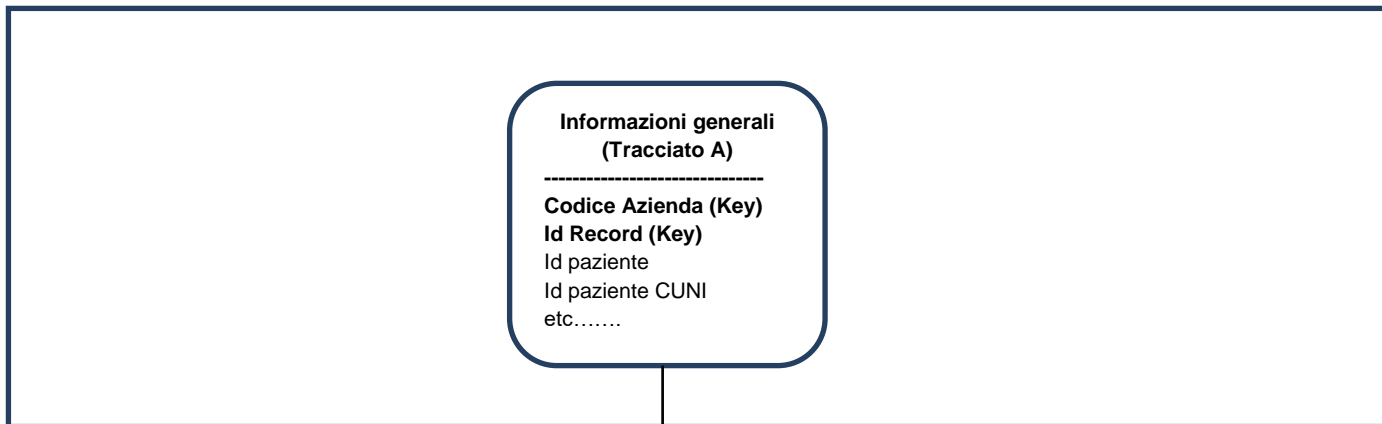 Informazioni generali
(Tracciato A)
-------------------------------
Codice Azienda (Key)
Id Record (Key)
Id paziente
Id paziente CUNI
etc…….